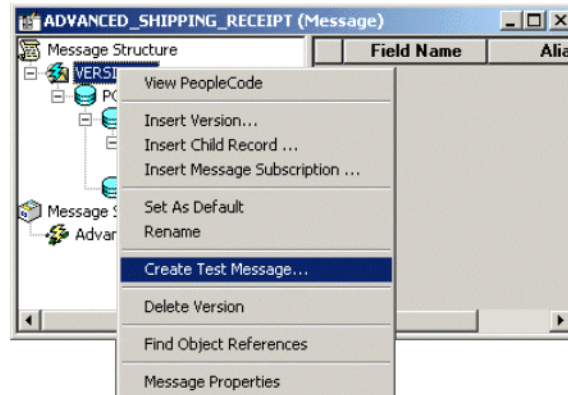 ADVANCED_SHIPPING_RECEIPT (Message)
Message Structure
Field Name
View PeopleCode
Insert Version...
Insert Child Record ...
Insert Message Subscription ...
Message
Set As Default
Rename
Create Test Message...
Delete Version
Find Object References
Message Properties